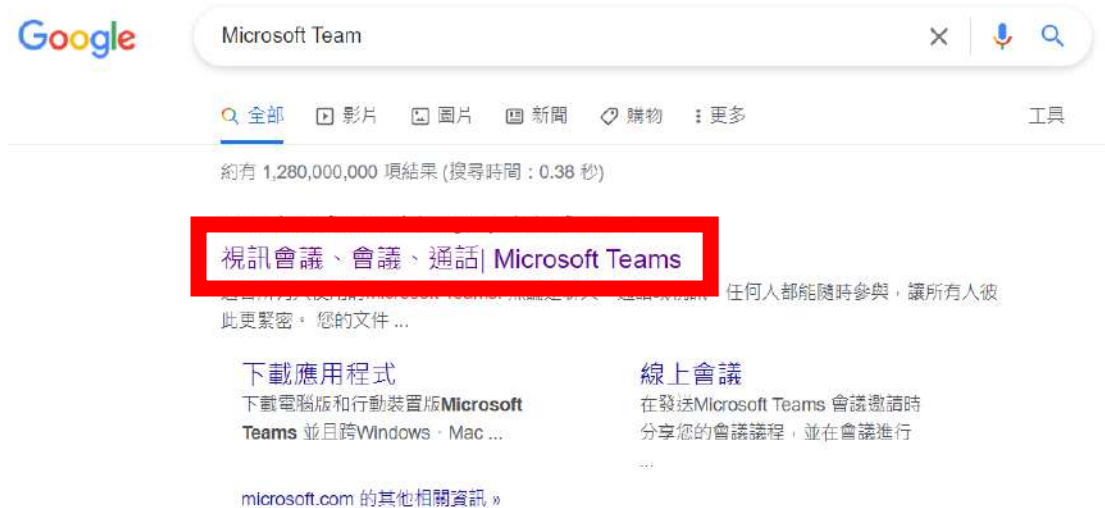 Google
Microsoft Team
全部 影片 圖片 新聞 購物 更多 工具
約有 1,280,000,000 項結果 (搜尋時間：0.38 秒)
視訊會議、會議、通話| Microsoft Teams
任何人都能隨時參與，讓所有人彼
此更緊密。 您的文件 ...
下載應用程式
下載電腦版和行動裝置版Microsoft
Teams 並且跨Windows、Mac ...
線上會議
在發送Microsoft Teams 會議邀請時
分享您的會議議程，並在會議進行
...
microsoft.com 的其他相關資訊 »